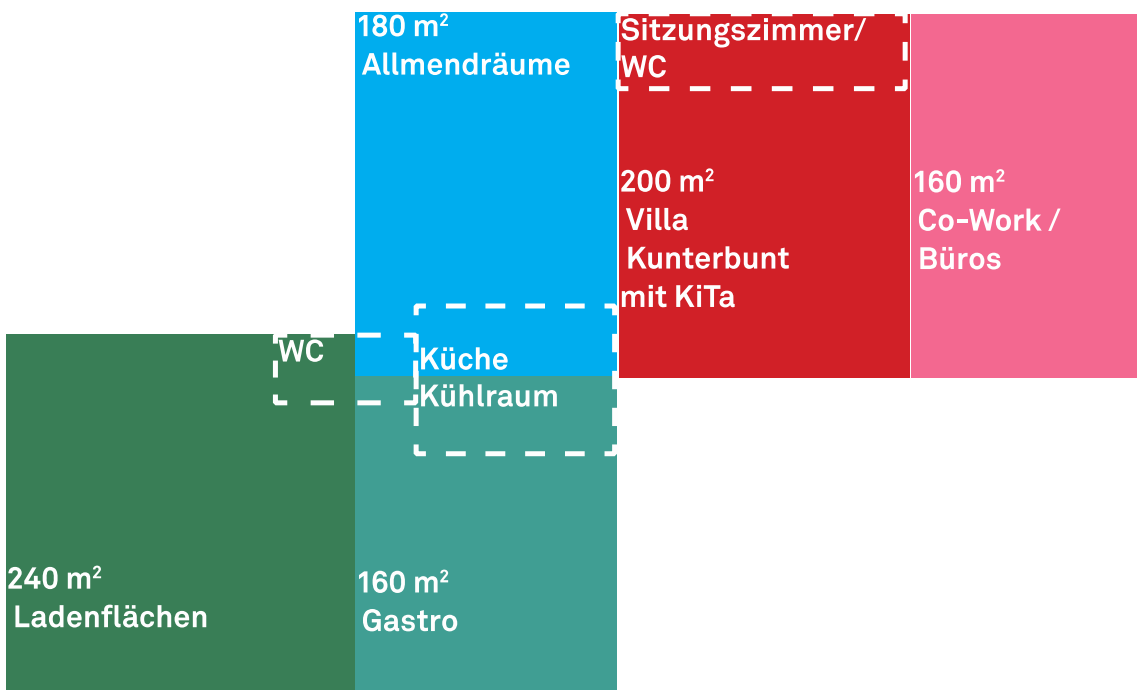 180 m²
Allmendräume
Sitzungszimmer/
WC
200 m²
Villa
Kunterbunt
mit KiTa
160 m²
Co-Work /
Büros
WC
Küche
Kühlraum
240 m²
Ladenflächen
160 m²
Gastro